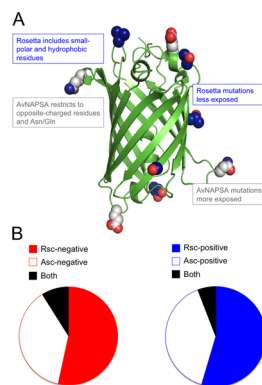 A
Rosetta includes small-
polar and hydrophobic
residues
Rosetta mutations
less exposed
AvNAPSA restricts to
opposite-charged residues
and Asn/Gln
AvNAPSA mutations
more exposed
B
Rsc-negative
Asc-negative
Both
Rsc-positive
Asc-positive
Both